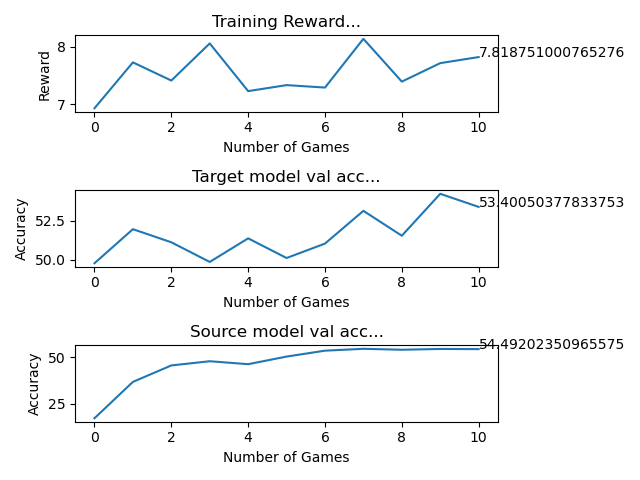 Training Reward...
8
7
Reward
7.818751000765276
0 2 4 6 8 10
Number of Games
Target model val acc...
52.5
50.0
Accuracy
53.40050377833753
0 2 4 6 8 10
Number of Games
Source model val acc...
50
25
Accuracy
54.49202350965575
0 2 4 6 8 10
Number of Games